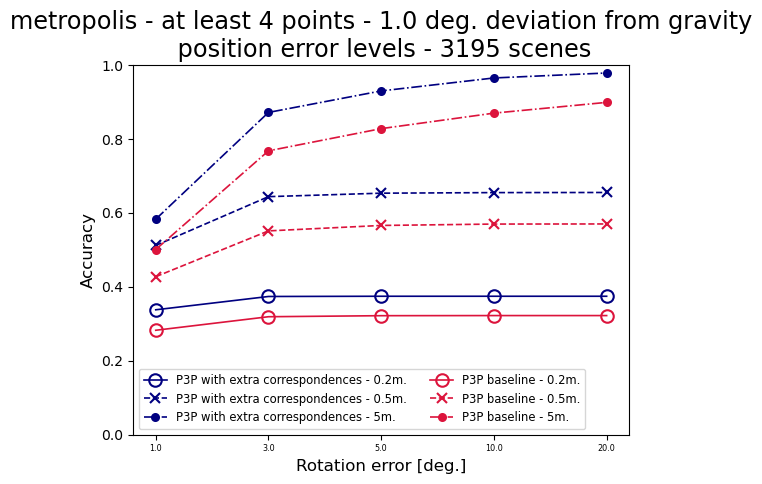 metropolis - at least 4 points - 1.0 deg. deviation from gravity
position error levels - 3195 scenes
1.0
0.8
0.6
0.4
0.2
0.0
Accuracy
P3P with extra correspondences - 0.2m.
P3P with extra correspondences - 0.5m.
P3P with extra correspondences - 5m.
P3P baseline - 0.2m.
P3P baseline - 0.5m.
P3P baseline - 5m.
1.0 3.0 5.0 10.0 20.0
Rotation error [deg.]